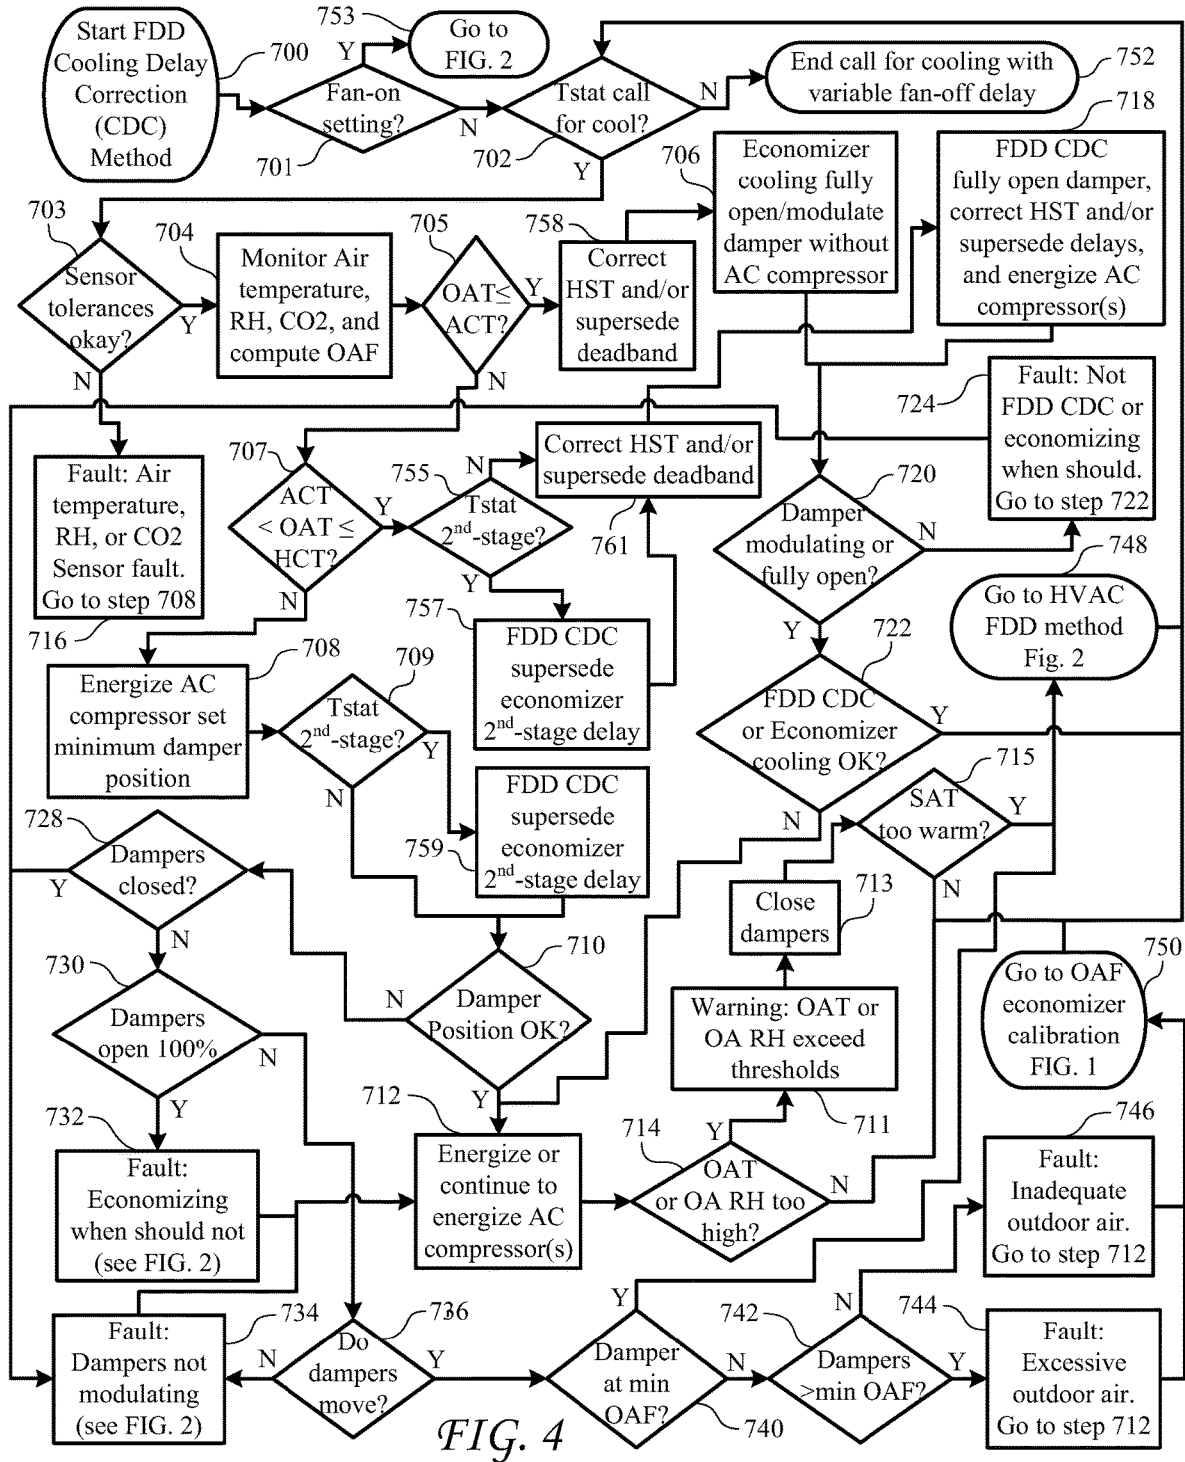 Start FDD
Cooling Delay
Correction
(CDC)
Method
700
753
Y
Go to
FIG. 2
Fan-on
setting?
701
N
Tstat call
for cool?
702
N
Y
End call for cooling with
variable fan-off delay
752
703
Sensor
tolerances
okay?
Y
N
704
Monitor Air
temperature,
RH, CO2, and
compute OAF
705
OAT≤
ACT?
Y
N
758
Correct
HST and/or
supersede
deadband
706
Economizer
cooling fully
open/modulate
damper without
AC compressor
718
FDD CDC
fully open damper,
correct HST and/or
supersede delays,
and energize AC
compressor(s)
724
Fault: Not
FDD CDC or
economizing
when should.
Go to step 722
Fault: Air
temperature,
RH, or CO2
Sensor fault.
Go to step 708
716
707
ACT
< OAT ≤
HCT?
Y
N
755
N
Tstat
2nd-stage?
Y
Correct HST and/or
supersede deadband
761
720
Damper
modulating or
fully open?
N
Y
748
Go to HVAC
FDD method
Fig. 2
757
FDD CDC
supersede
economizer
2nd-stage delay
708
Energize AC
compressor set
minimum damper
position
709
Tstat
2nd-stage?
Y
N
722
FDD CDC
or Economizer
cooling OK?
Y
N
715
SAT
too warm?
Y
N
759
FDD CDC
supersede
economizer
2nd-stage delay
728
Dampers
closed?
Y
N
713
Close
dampers
710
Damper
Position OK?
N
Y
730
Dampers
open 100%
N
Y
Warning: OAT or
OA RH exceed
thresholds
711
750
Go to OAF
economizer
calibration
FIG. 1
712
Energize or
continue to
energize AC
compressor(s)
714
Y
OAT
or OA RH too
high?
N
732
Fault:
Economizing
when should not
(see FIG. 2)
746
Fault:
Inadequate
outdoor air.
Go to step 712
734
Fault:
Dampers not
modulating
(see FIG. 2)
736
Do
dampers
move?
N
Y
Y
Damper
at min
OAF?
740
N
742
N
Dampers
>min OAF?
Y
744
Fault:
Excessive
outdoor air.
Go to step 712
FIG. 4